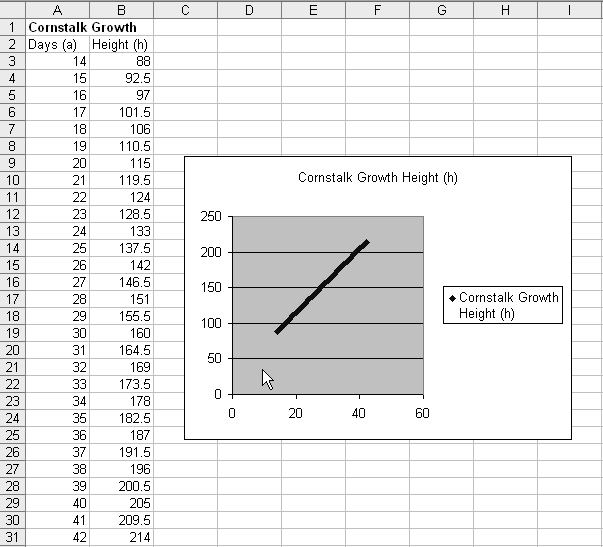 A B C D E F G H I
1 Cornstalk Growth
2 Days (a) Height (h)
3 14 88
4 15 92.5
5 16 97
6 17 101.5
7 18 106
8 19 110.5
9 20 115
10 21 119.5
11 22 124
12 23 128.5
13 24 133
14 25 137.5
15 26 142
16 27 146.5
17 28 151
18 29 155.5
19 30 160
20 31 164.5
21 32 169
22 33 173.5
23 34 178
24 35 182.5
25 36 187
26 37 191.5
27 38 196
28 39 200.5
29 40 205
30 41 209.5
31 42 214
Cornstalk Growth Height (h)
250
200
150
100
50
0
0 20 40 60
Cornstalk Growth
Height (h)